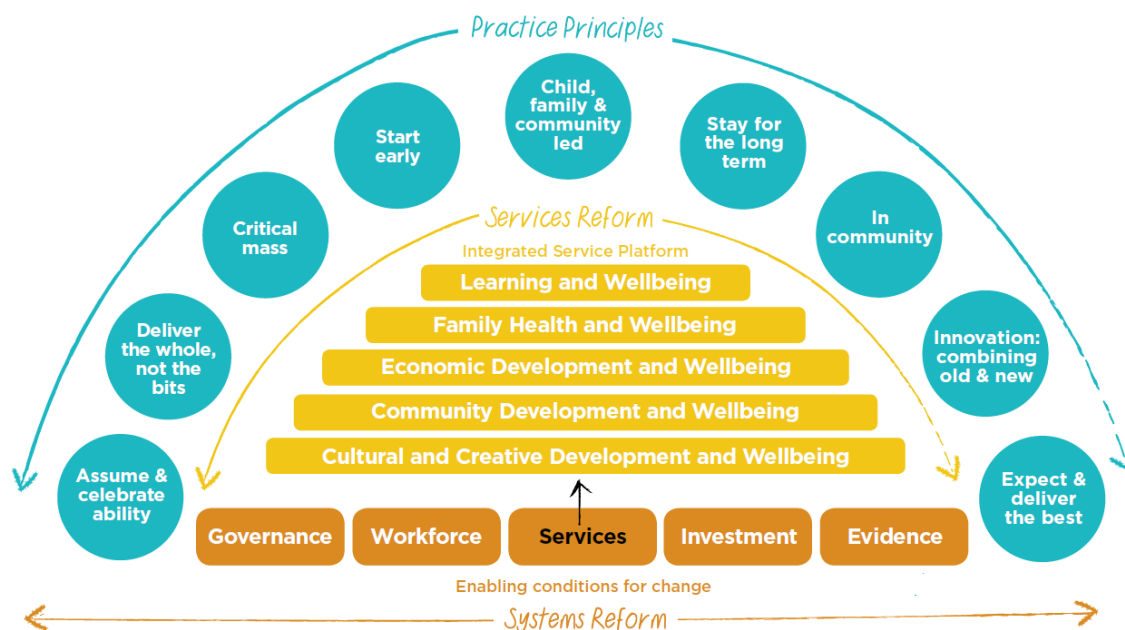 Practice Principles
Child,
family &
community
led
Start
early
Stay for
the long
term
Critical
mass
In
community
Deliver
the whole,
not the
bits
Innovation:
combining
old & new
Assume &
celebrate
ability
Expect &
deliver
the best
Services Reform
Integrated Service Platform
Learning and Wellbeing
Family Health and Wellbeing
Economic Development and Wellbeing
Community Development and Wellbeing
Cultural and Creative Development and Wellbeing
Governance
Workforce
Services
Investment
Evidence
Enabling conditions for change
Systems Reform